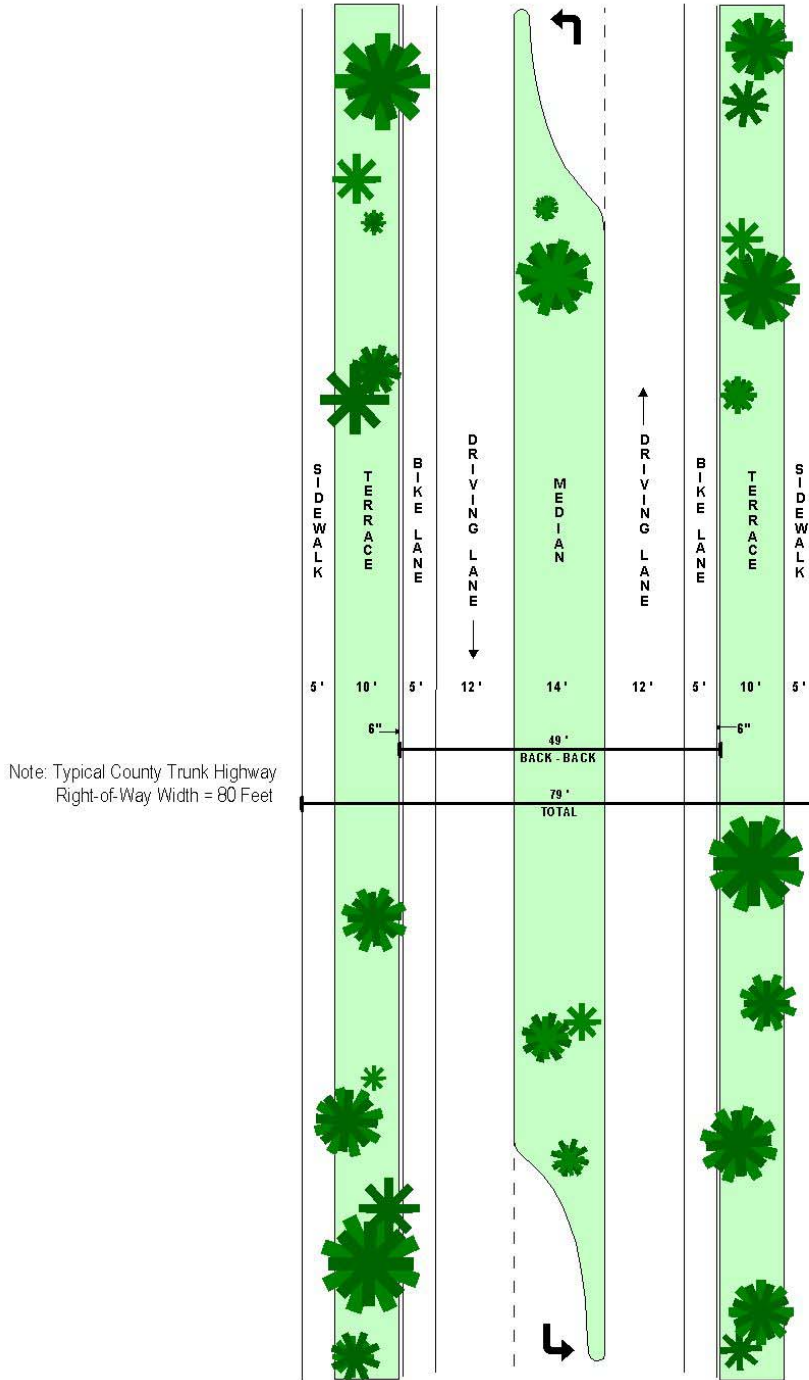 SIDEWALK
TERRACE
BIKE LANE
DRIVING LANE
MEDIAN
DRIVING LANE
BIKE LANE
TERRACE
SIDEWALK
5' 10' 5' 12' 14' 12' 5' 10' 5'
6" 6"
49'
BACK - BACK
Note: Typical County Trunk Highway
Right-of-Way Width = 80 Feet
79'
TOTAL